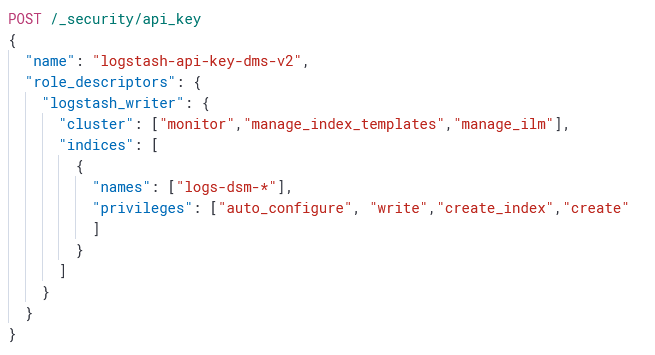 POST /_security/api_key
{
  "name": "logstash-api-key-dms-v2",
  "role_descriptors": {
    "logstash_writer": {
      "cluster": ["monitor","manage_index_templates","manage_ilm"],
      "indices": [
        {
          "names": ["logs-dsm-*"],
          "privileges": ["auto_configure", "write","create_index","create"
          ]
        }
      ]
    }
  }
}